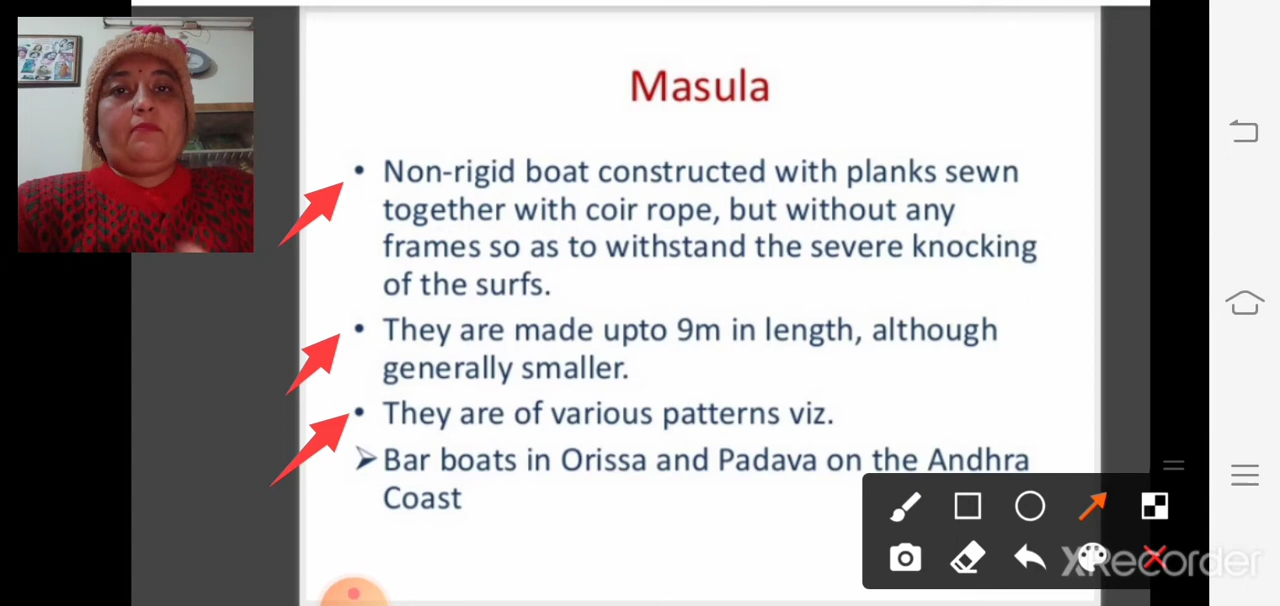 Masula
• Non-rigid boat constructed with planks sewn
together with coir rope, but without any
frames so as to withstand the severe knocking
of the surfs.
• They are made upto 9m in length, although
generally smaller.
• They are of various patterns viz.
➢ Bar boats in Orissa and Padava on the Andhra
Coast
XRecorder